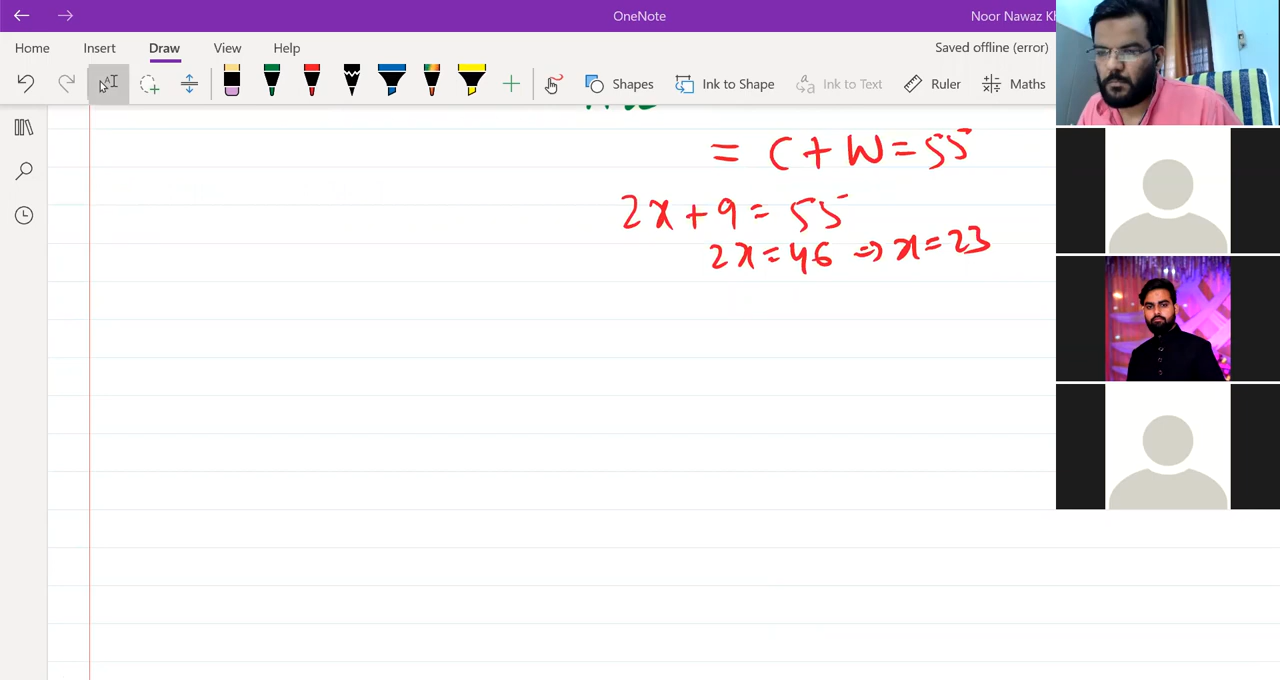 OneNote
Noor Nawaz Kh
Home Insert Draw View Help
Saved offline (error)
Shapes Ink to Shape Ink to Text Ruler Maths
= C + W = 55
2x + 9 = 55
2x = 46 ⇒ x = 23